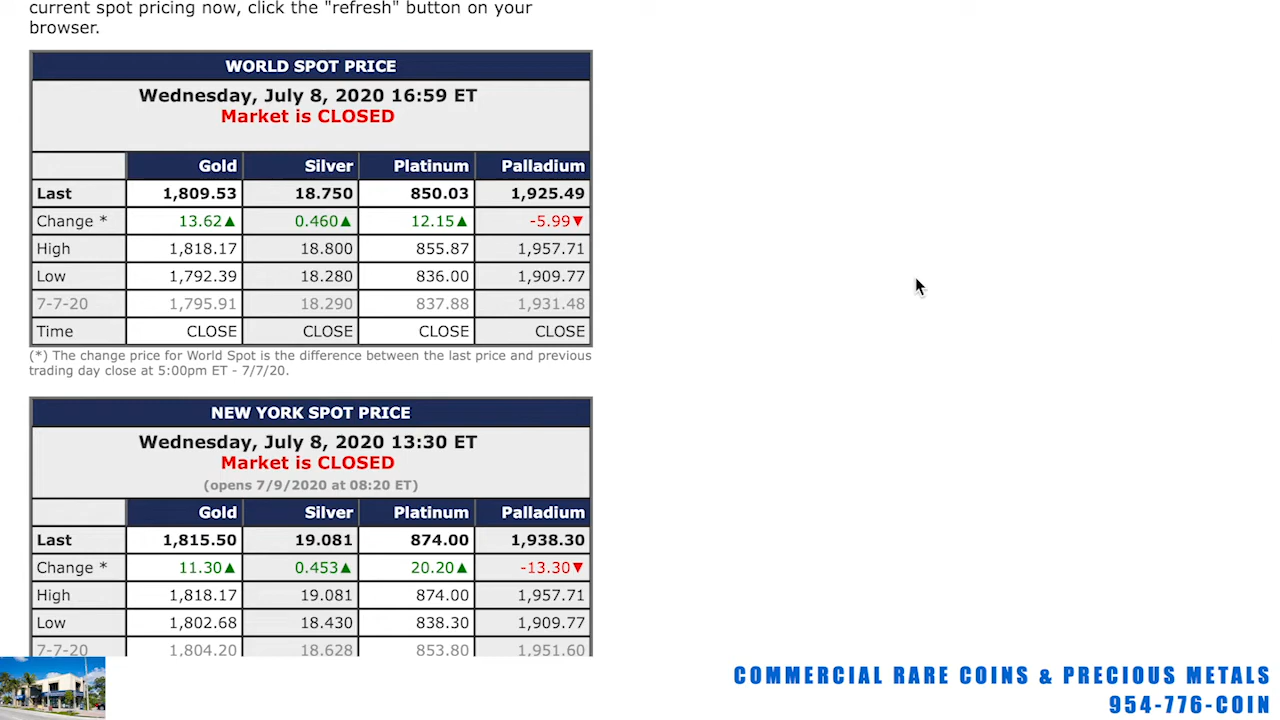 current spot pricing now, click the "refresh" button on your
browser.
WORLD SPOT PRICE
Wednesday, July 8, 2020 16:59 ET
Market is CLOSED
Gold Silver Platinum Palladium
Last 1,809.53 18.750 850.03 1,925.49
Change * 13.62▲ 0.460▲ 12.15▲ -5.99▼
High 1,818.17 18.800 855.87 1,957.71
Low 1,792.39 18.280 836.00 1,909.77
7-7-20 1,795.91 18.290 837.88 1,931.48
Time CLOSE CLOSE CLOSE CLOSE
(*) The change price for World Spot is the difference between the last price and previous
trading day close at 5:00pm ET - 7/7/20.
NEW YORK SPOT PRICE
Wednesday, July 8, 2020 13:30 ET
Market is CLOSED
(opens 7/9/2020 at 08:20 ET)
Gold Silver Platinum Palladium
Last 1,815.50 19.081 874.00 1,938.30
Change * 11.30▲ 0.453▲ 20.20▲ -13.30▼
High 1,818.17 19.081 874.00 1,957.71
Low 1,802.68 18.430 838.30 1,909.77
7-7-20 1,804.20 18.628 853.80 1,951.60
COMMERCIAL RARE COINS & PRECIOUS METALS
954-776-COIN